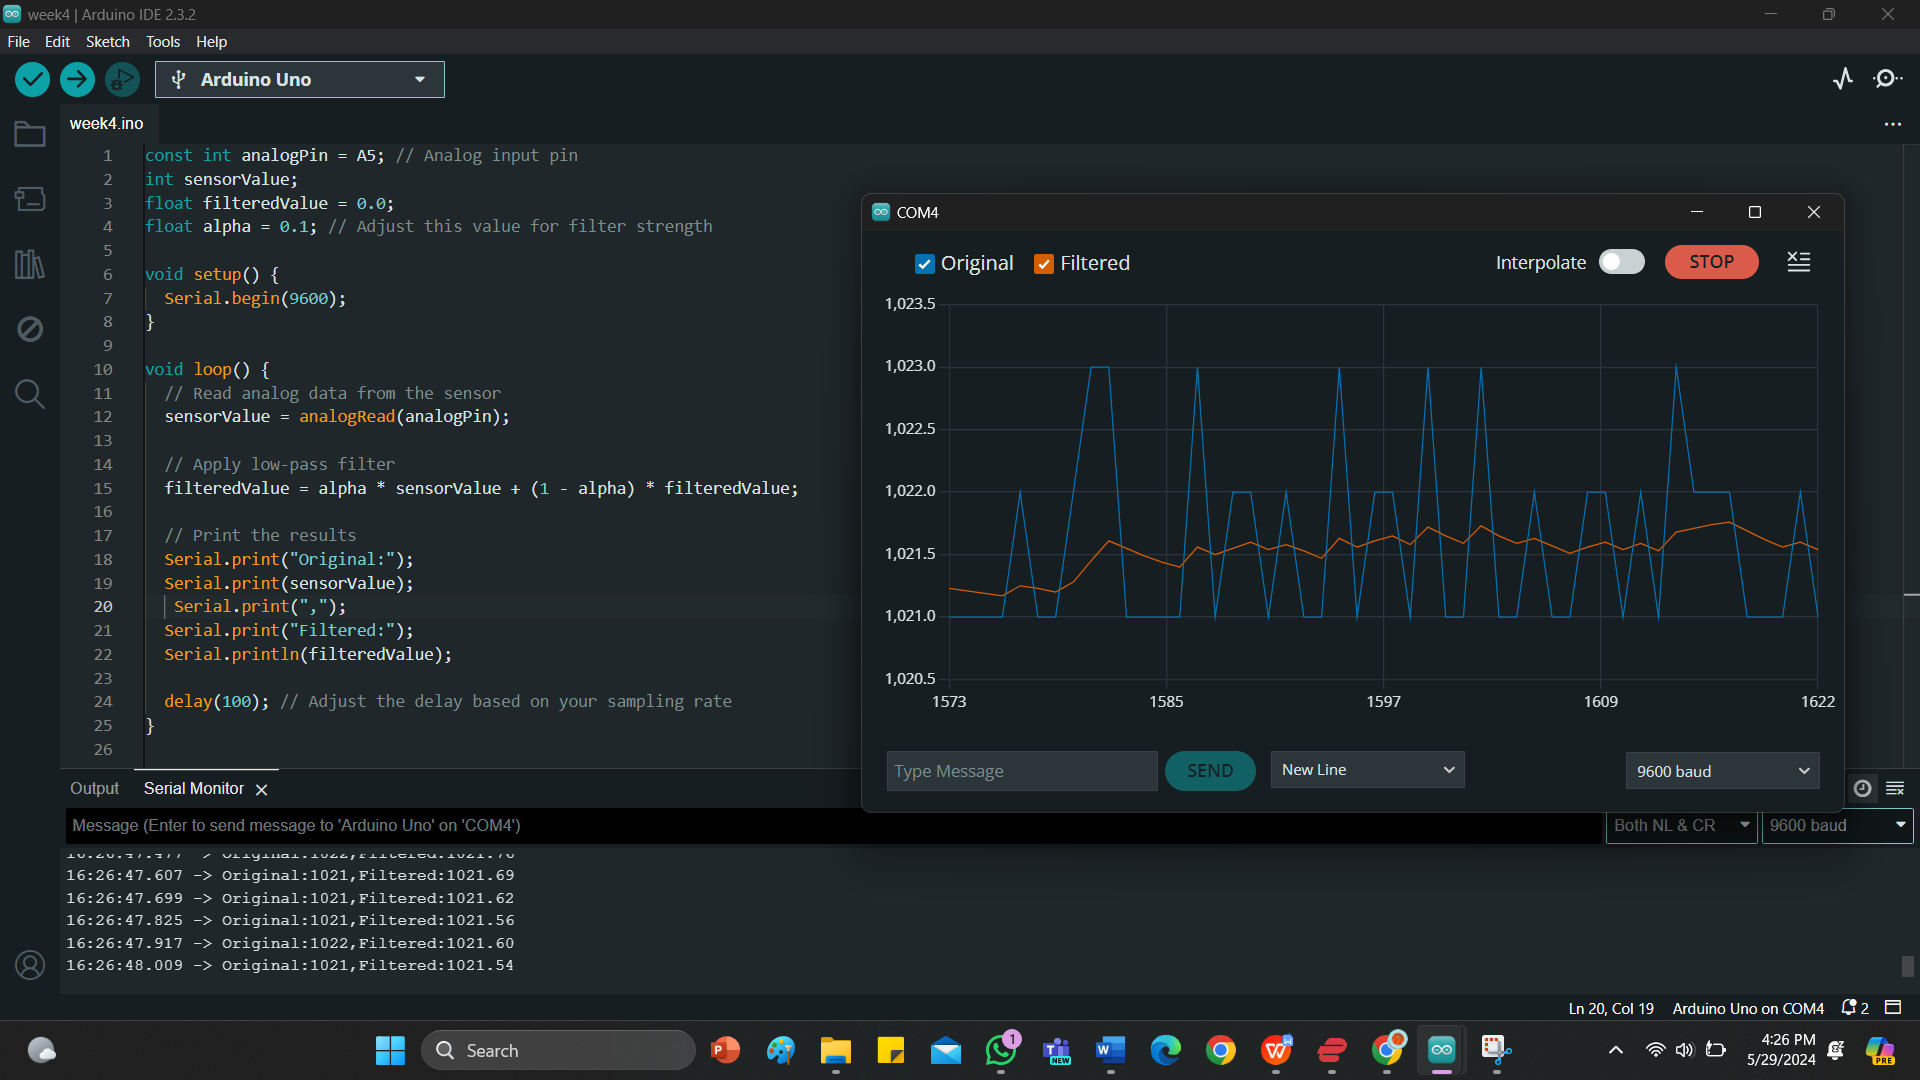 week4 | Arduino IDE 2.3.2
File Edit Sketch Tools Help
Arduino Uno
week4.ino
1 const int analogPin = A5; // Analog input pin
2 int sensorValue;
3 float filteredValue = 0.0;
4 float alpha = 0.1; // Adjust this value for filter strength
5
6 void setup() {
7 Serial.begin(9600);
8 }
9
10 void loop() {
11 // Read analog data from the sensor
12 sensorValue = analogRead(analogPin);
13
14 // Apply low-pass filter
15 filteredValue = alpha * sensorValue + (1 - alpha) * filteredValue;
16
17 // Print the results
18 Serial.print("Original:");
19 Serial.print(sensorValue);
20 Serial.print(",");
21 Serial.print("Filtered:");
22 Serial.println(filteredValue);
23
24 delay(100); // Adjust the delay based on your sampling rate
25 }
26
COM4
Original Filtered Interpolate STOP
1,023.5
1,023.0
1,022.5
1,022.0
1,021.5
1,021.0
1,020.5
1573 1585 1597 1609 1622
Type Message SEND New Line 9600 baud
Output Serial Monitor
Message (Enter to send message to 'Arduino Uno' on 'COM4') Both NL & CR 9600 baud
16:26:47.477 -> Original:1022,Filtered:1021.76
16:26:47.607 -> Original:1021,Filtered:1021.69
16:26:47.699 -> Original:1021,Filtered:1021.62
16:26:47.825 -> Original:1021,Filtered:1021.56
16:26:47.917 -> Original:1022,Filtered:1021.60
16:26:48.009 -> Original:1021,Filtered:1021.54
Ln 20, Col 19 Arduino Uno on COM4 2
Search
1
NEW
4:26 PM
5/29/2024
PRE